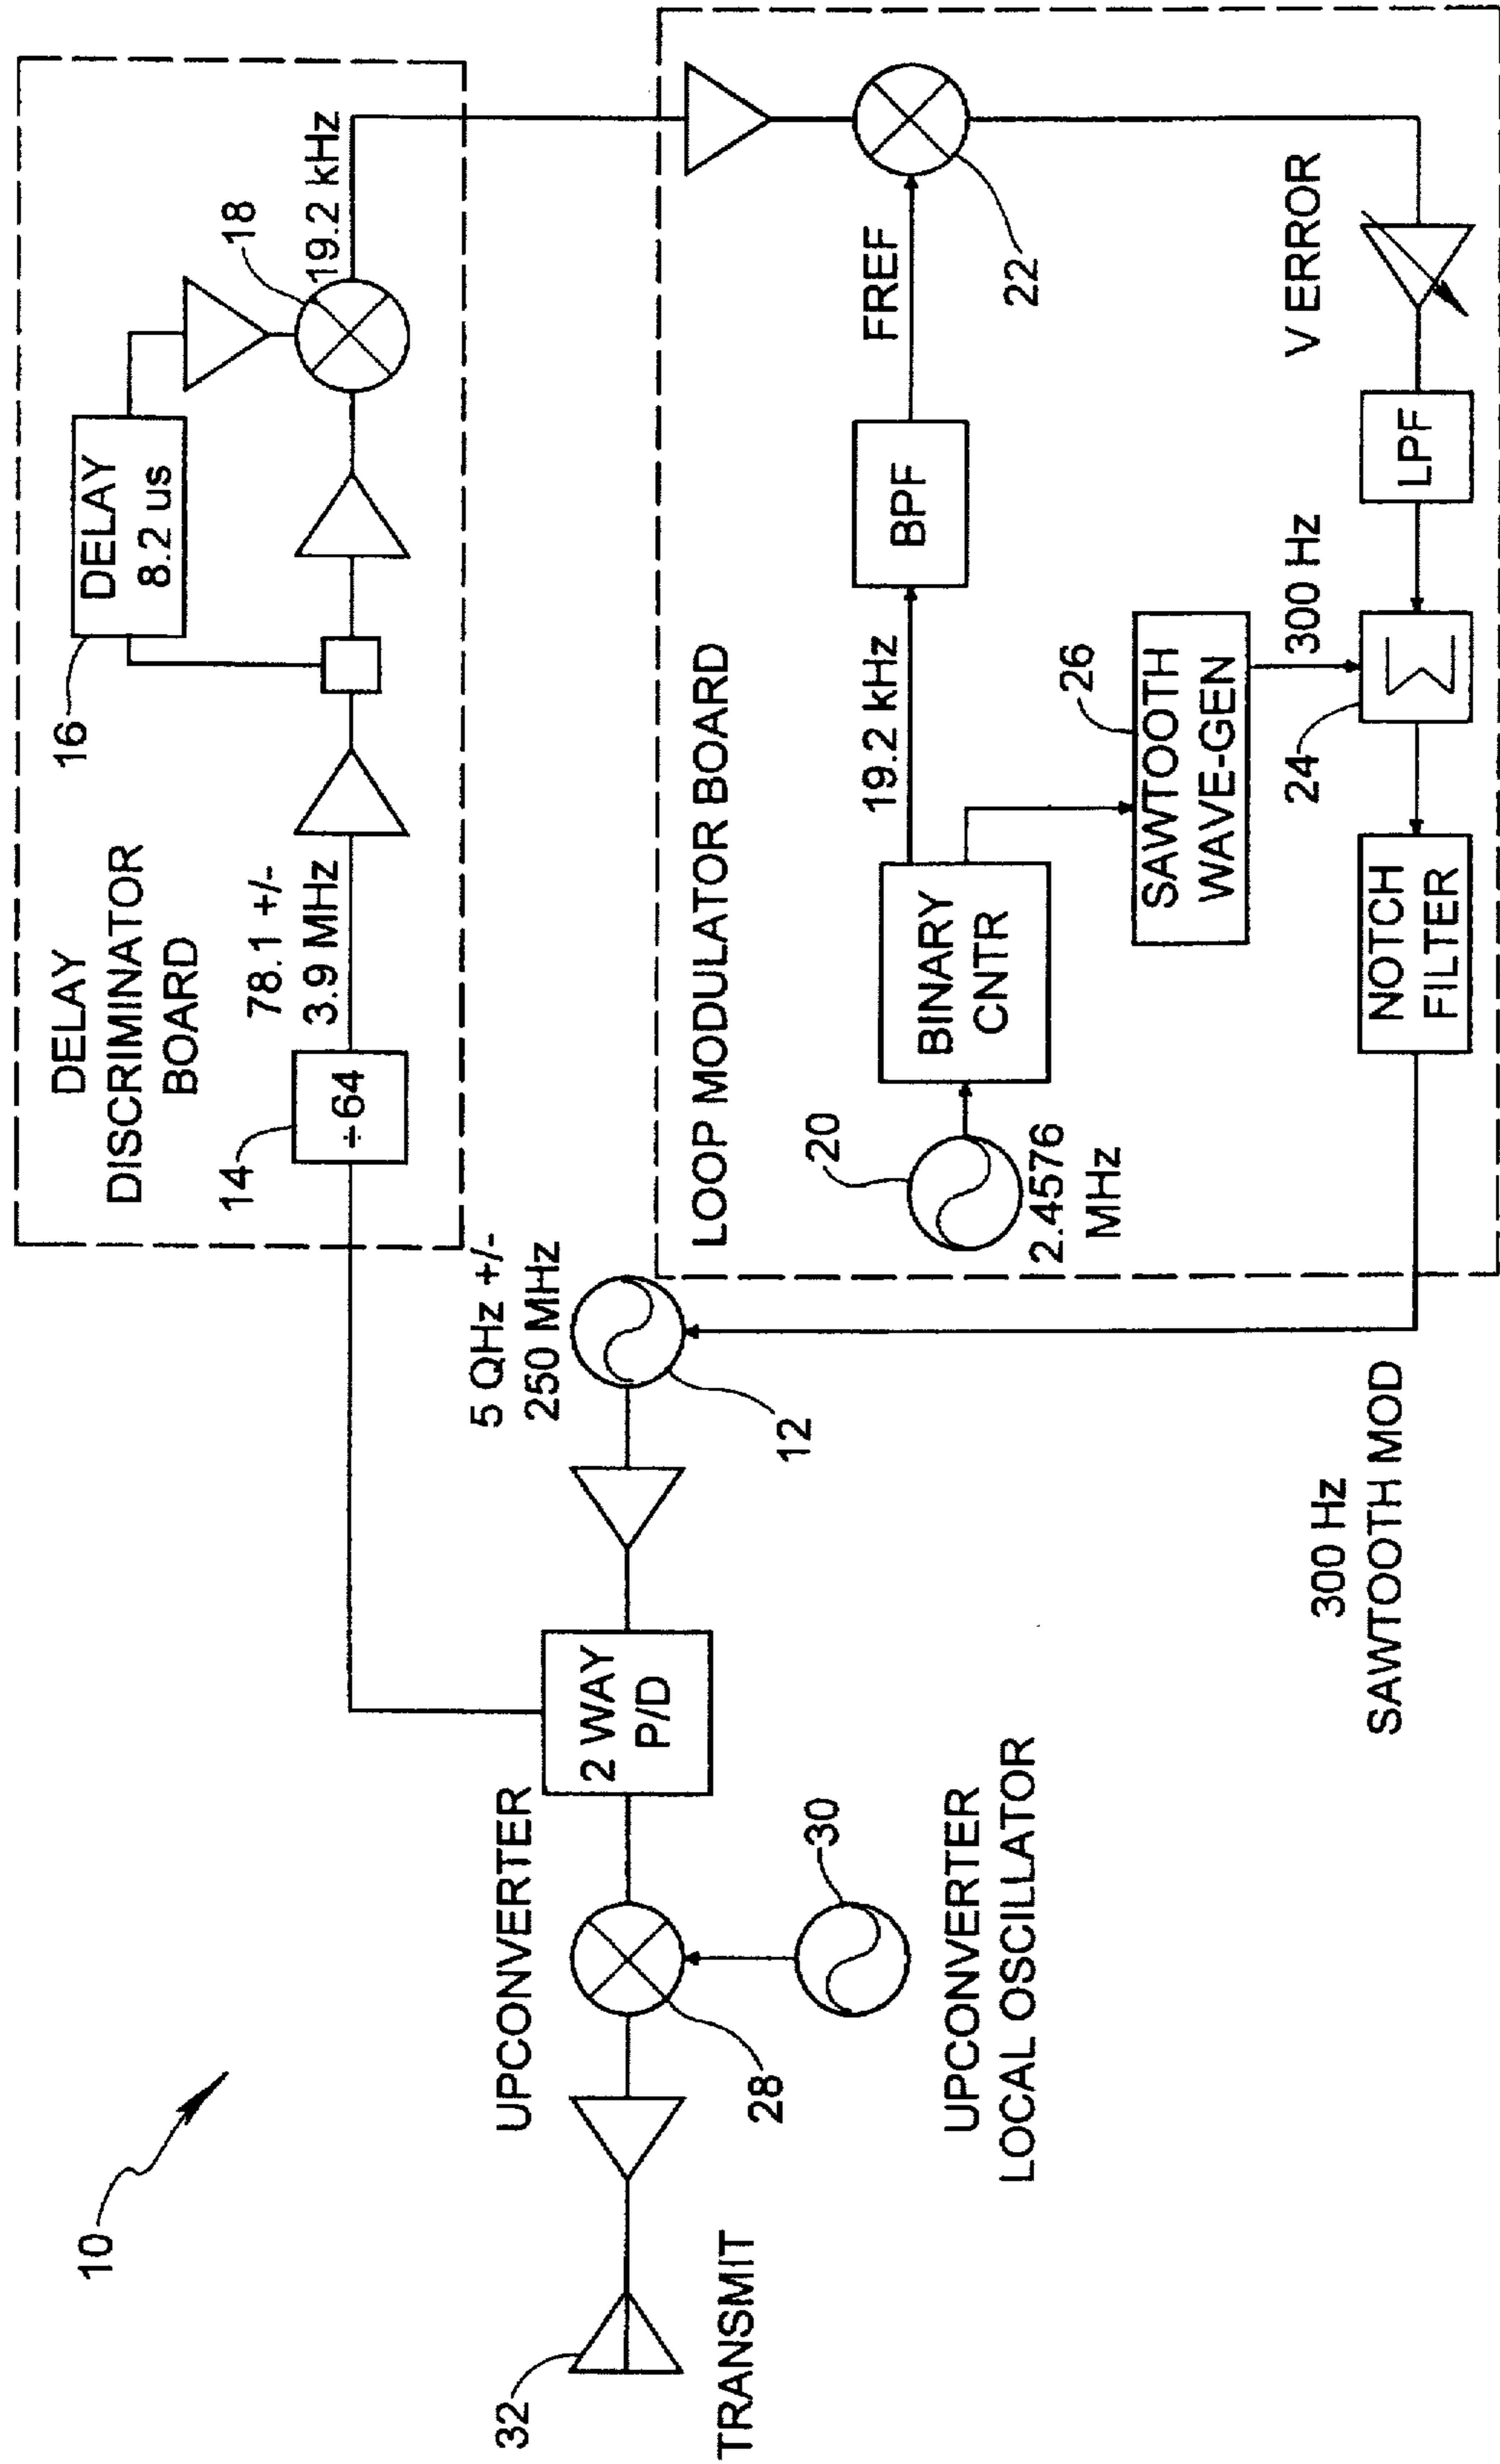 10
32
TRANSMIT
UPCONVERTER
28
30
UPCONVERTER
LOCAL OSCILLATOR
2 WAY
P/D
5 QHz +/-
250 MHz
12
300 Hz
SAWTOOTH MOD
DELAY
DISCRIMINATOR
BOARD
14
÷64
78.1 +/-
3.9 MHz
16
DELAY
8.2 us
18
19.2 kHz
LOOP MODULATOR BOARD
20
2.4576
MHz
BINARY
CNTR
19.2 kHz
BPF
FREF
22
26
SAWTOOTH
WAVE-GEN
300 Hz
24
Σ
NOTCH
FILTER
LPF
V ERROR